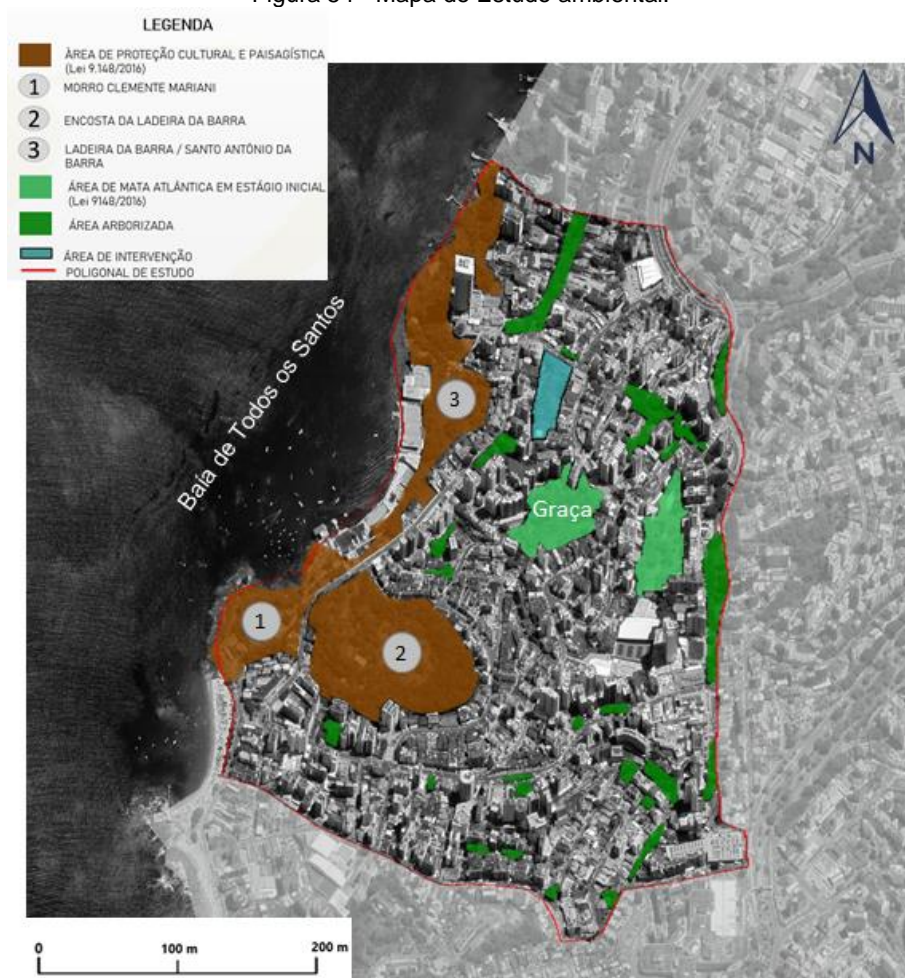 Figura 34 - Mapa do Estudo ambiental.
LEGENDA
ÀREA DE PROTEÇÃO CULTURAL E PAISAGÍSTICA
(Lei 9.148/2016)
1 MORRO CLEMENTE MARIANI
2 ENCOSTA DA LADEIRA DA BARRA
3 LADEIRA DA BARRA / SANTO ANTÔNIO DA
BARRA
ÁREA DE MATA ATLÂNTICA EM ESTÁGIO INICIAL
(Lei 9148/2016)
ÁREA ARBORIZADA
ÁREA DE INTERVENÇÃO
POLIGONAL DE ESTUDO
N
Baía de Todos os Santos
3
Graça
1
2
0 100 m 200 m